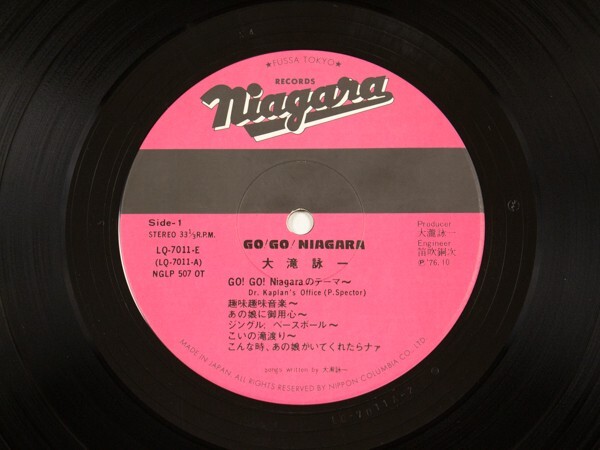 ★FUSSA TOKYO★
RECORDS
Niagara
Side-1
STEREO 33⅓R.P.M.
LQ-7011-E
(LQ-7011-A)
NGLP 507 OT
GO! GO! NIAGARA
大滝詠一
Producer
大瀧詠一
Engineer
笛吹銅次
℗'76.10
GO! GO! Niagaraのテーマ〜
Dr. Kaplan's Office (P.Spector)
趣味趣味音楽〜
あの娘に御用心〜
ジングル; ベースボール〜
こいの滝渡り〜
こんな時、あの娘がいてくれたらナァ
songs written by 大滝詠一
MADE IN JAPAN. ALL RIGHTS RESERVED BY NIPPON COLUMBIA CO., LTD.